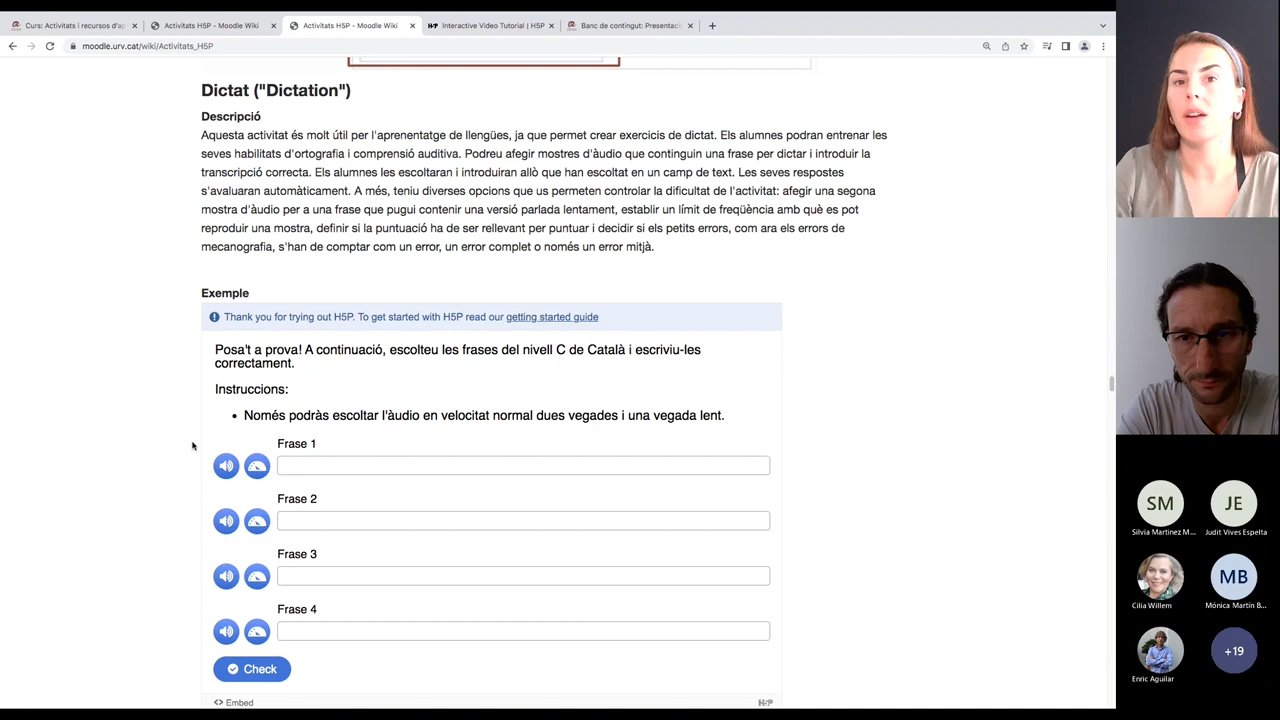 Curs: Activitats i recursos d'ap
Activitats H5P - Moodle Wiki
Activitats H5P - Moodle Wiki
Interactive Video Tutorial | H5P
Banc de contingut: Presentació
moodle.urv.cat/wiki/Activitats_H5P
Dictat ("Dictation")
Descripció
Aquesta activitat és molt útil per l'aprenentatge de llengües, ja que permet crear exercicis de dictat. Els alumnes podran entrenar les
seves habilitats d'ortografia i comprensió auditiva. Podreu afegir mostres d'àudio que continguin una frase per dictar i introduir la
transcripció correcta. Els alumnes les escoltaran i introduiran allò que han escoltat en un camp de text. Les seves respostes
s'avaluaran automàticament. A més, teniu diverses opcions que us permeten controlar la dificultat de l'activitat: afegir una segona
mostra d'àudio per a una frase que pugui contenir una versió parlada lentament, establir un límit de freqüència amb què es pot
reproduir una mostra, definir si la puntuació ha de ser rellevant per puntuar i decidir si els petits errors, com ara els errors de
mecanografia, s'han de comptar com un error, un error complet o només un error mitjà.
Exemple
Thank you for trying out H5P. To get started with H5P read our getting started guide
Posa't a prova! A continuació, escolteu les frases del nivell C de Català i escriviu-les
correctament.
Instruccions:
• Només podràs escoltar l'àudio en velocitat normal dues vegades i una vegada lent.
Frase 1
Frase 2
Frase 3
Frase 4
Check
<> Embed
H5P
SM
JE
Silvia Martinez M...
Judit Vives Espelta
MB
Cilia Willem
Mónica Martín B...
+19
Enric Aguilar